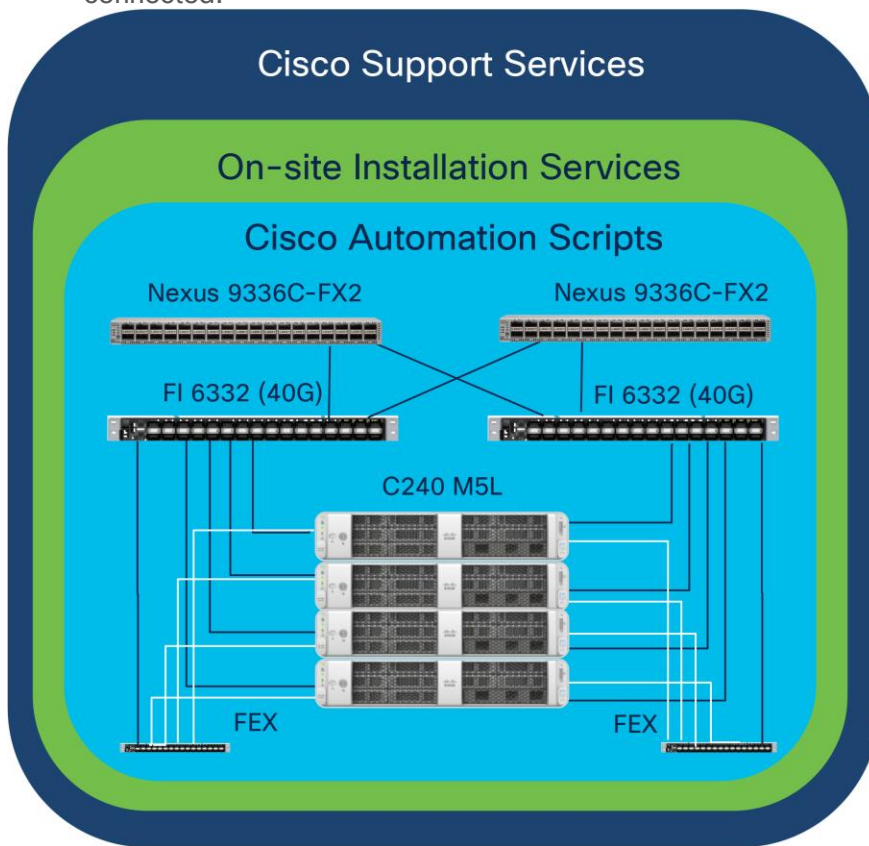 connected.
Cisco Support Services
On-site Installation Services
Cisco Automation Scripts
Nexus 9336C-FX2
Nexus 9336C-FX2
FI 6332 (40G)
FI 6332 (40G)
C240 M5L
FEX
FEX